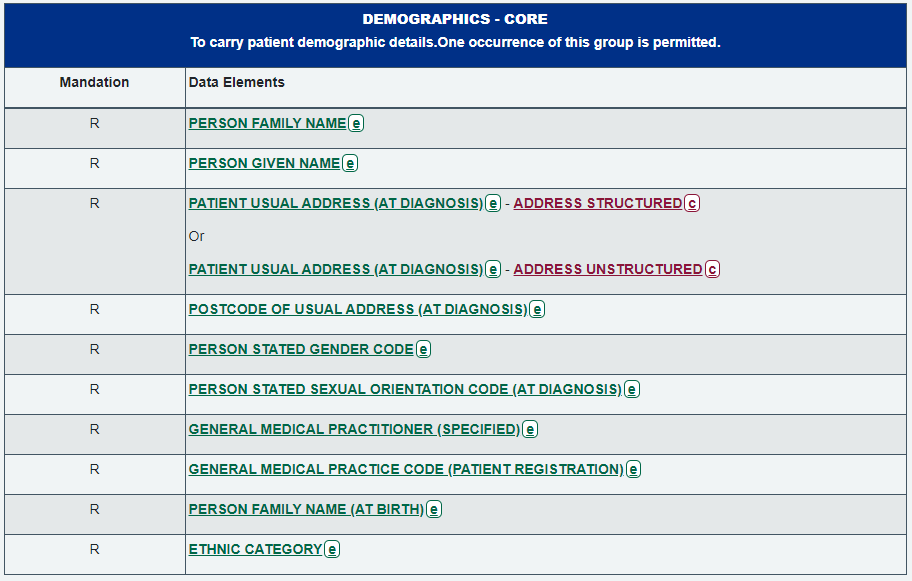 DEMOGRAPHICS - CORE
To carry patient demographic details.One occurrence of this group is permitted.
Mandation Data Elements
R PERSON FAMILY NAME e
R PERSON GIVEN NAME e
R PATIENT USUAL ADDRESS (AT DIAGNOSIS) e - ADDRESS STRUCTURED c
Or
PATIENT USUAL ADDRESS (AT DIAGNOSIS) e - ADDRESS UNSTRUCTURED c
R POSTCODE OF USUAL ADDRESS (AT DIAGNOSIS) e
R PERSON STATED GENDER CODE e
R PERSON STATED SEXUAL ORIENTATION CODE (AT DIAGNOSIS) e
R GENERAL MEDICAL PRACTITIONER (SPECIFIED) e
R GENERAL MEDICAL PRACTICE CODE (PATIENT REGISTRATION) e
R PERSON FAMILY NAME (AT BIRTH) e
R ETHNIC CATEGORY e